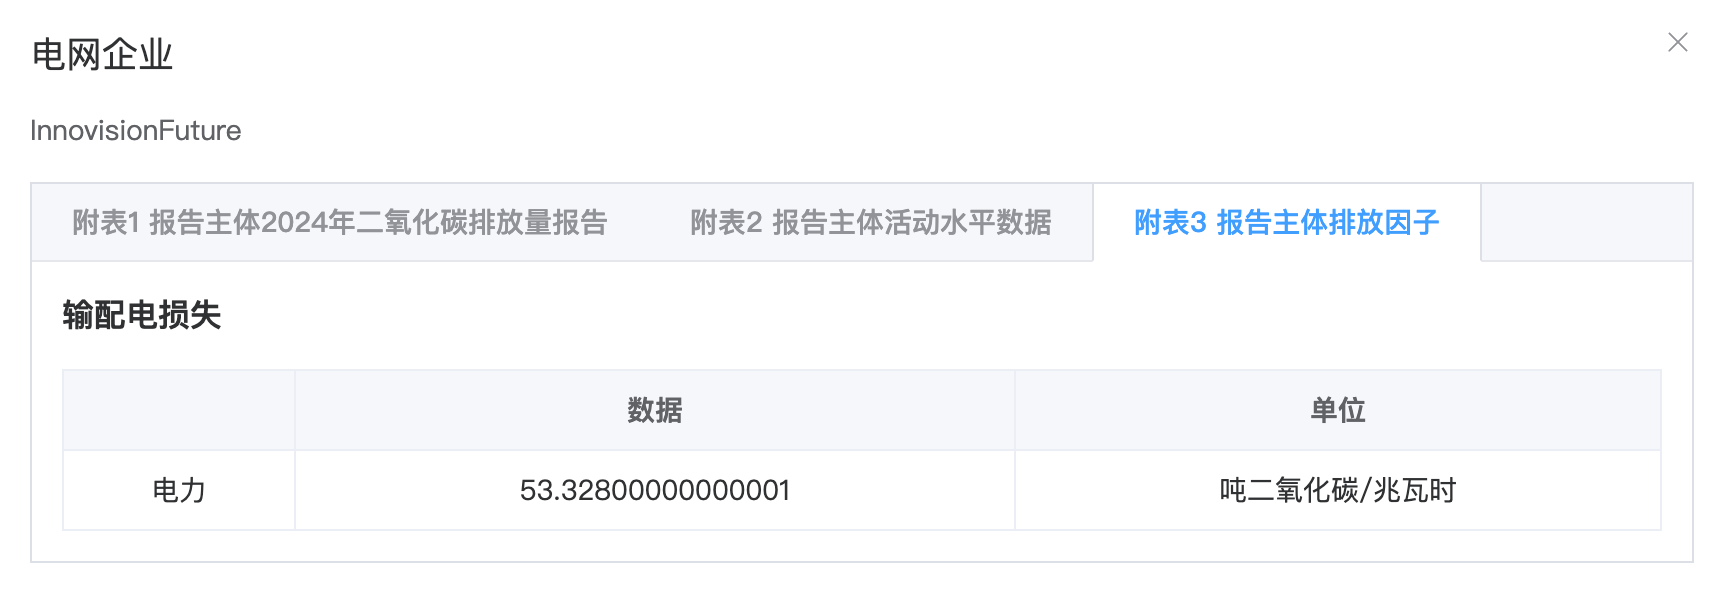 电网企业
InnovisionFuture
附表1 报告主体2024年二氧化碳排放量报告 附表2 报告主体活动水平数据 附表3 报告主体排放因子
输配电损失
数据 单位
电力 53.32800000000001 吨二氧化碳/兆瓦时